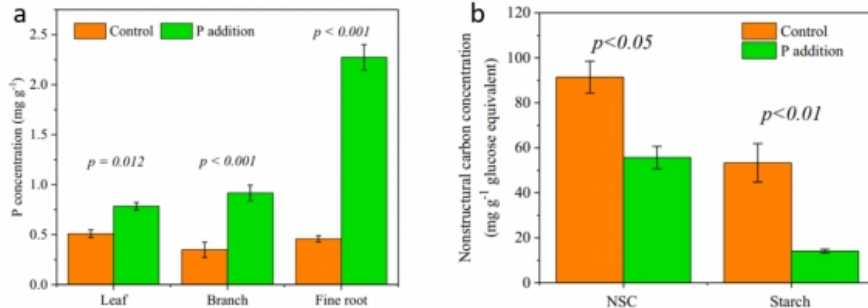 a
Control
P addition
p < 0.001
p = 0.012
p < 0.001
P concentration (mg g⁻¹)
2.5
2.0
1.5
1.0
0.5
0.0
Leaf
Branch
Fine root
b
Control
P addition
p<0.05
p<0.01
Nonstructural carbon concentration
(mg g⁻¹ glucose equivalent)
120
100
80
60
40
20
0
NSC
Starch